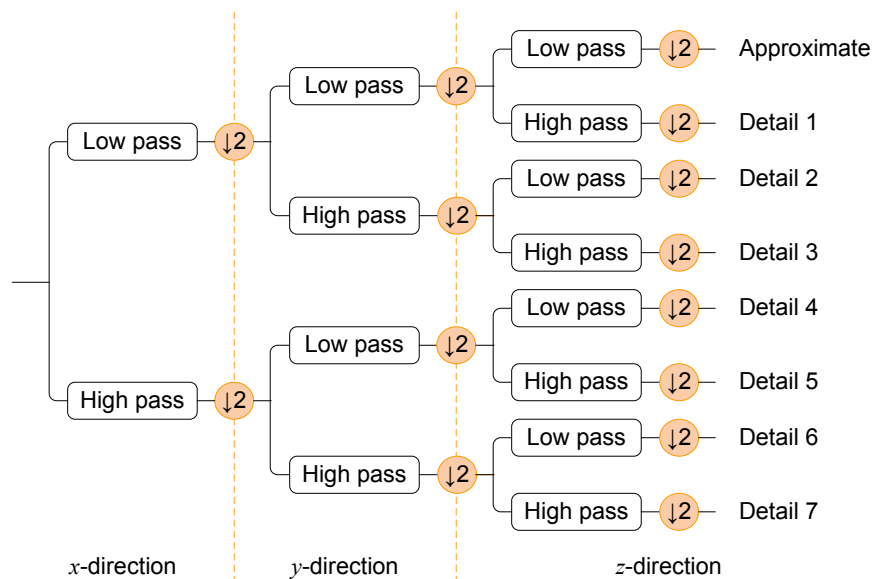 Low pass ↓2 Approximate
Low pass ↓2
High pass ↓2 Detail 1
Low pass ↓2
Low pass ↓2 Detail 2
High pass ↓2
High pass ↓2 Detail 3
Low pass ↓2 Detail 4
Low pass ↓2
High pass ↓2 Detail 5
High pass ↓2
Low pass ↓2 Detail 6
High pass ↓2
High pass ↓2 Detail 7
x-direction y-direction z-direction